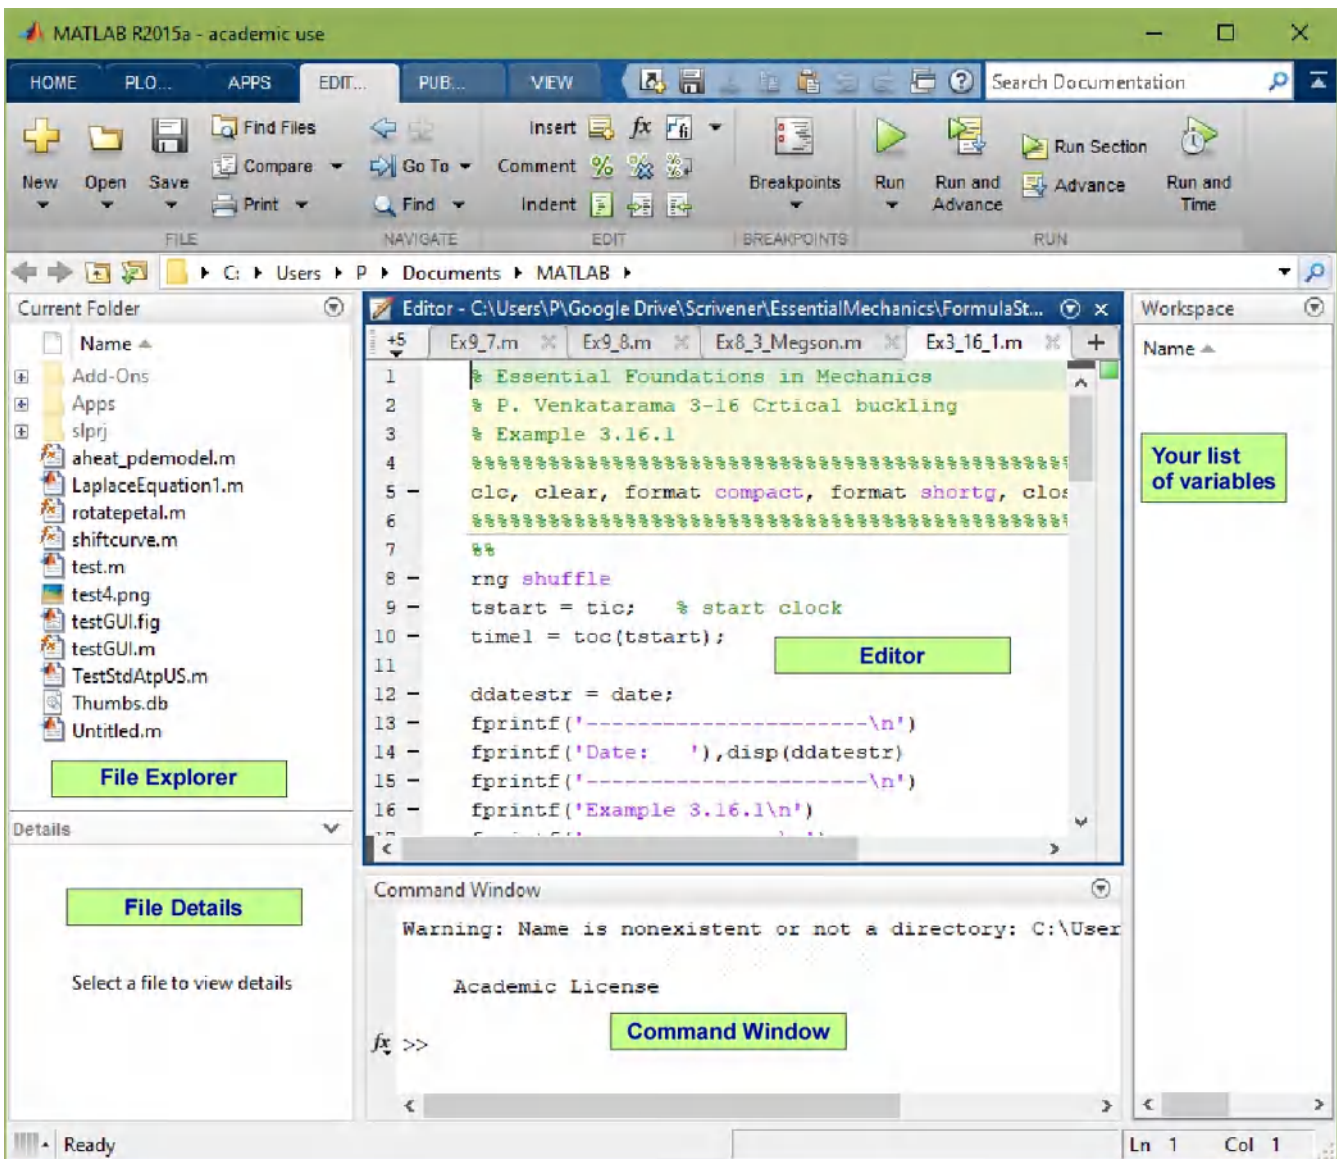 MATLAB R2015a - academic use
HOME PLO... APPS EDIT... PUB... VIEW Search Documentation
New Open Save
Find Files
Compare
Print
FILE
Go To
Find
NAVIGATE
Insert fx fi
Comment
Indent
EDIT
Breakpoints
BREAKPOINTS
Run Run and Advance
Run Section
Advance
Run and Time
RUN
C: Users P Documents MATLAB
Current Folder
Name
Add-Ons
Apps
slprj
aheat_pdemodel.m
LaplaceEquation1.m
rotatepetal.m
shiftcurve.m
test.m
test4.png
testGUI.fig
testGUI.m
TestStdAtpUS.m
Thumbs.db
Untitled.m
File Explorer
Details
File Details
Select a file to view details
Editor - C:\Users\P\Google Drive\Scrivener\EssentialMechanics\FormulaSt...
+5 Ex9_7.m Ex9_8.m Ex8_3_Megson.m Ex3_16_1.m +
1 % Essential Foundations in Mechanics
2 % P. Venkatarama 3-16 Crtical buckling
3 % Example 3.16.1
4 %%%%%%%%%%%%%%%%%%%%%%%%%%%%%%%%%%%%%%%%%%%%%%%
5 - clc, clear, format compact, format shortg, clos
6 %%%%%%%%%%%%%%%%%%%%%%%%%%%%%%%%%%%%%%%%%%%%%%%
7 %%
8 - rng shuffle
9 - tstart = tic; % start clock
10 - time1 = toc(tstart);
11
12 - ddatestr = date;
13 - fprintf('----------------------\n')
14 - fprintf('Date: '),disp(ddatestr)
15 - fprintf('----------------------\n')
16 - fprintf('Example 3.16.1\n')
Editor
Command Window
Warning: Name is nonexistent or not a directory: C:\User
Academic License
fx >>
Command Window
Workspace
Name
Your list
of variables
Ready
Ln 1 Col 1